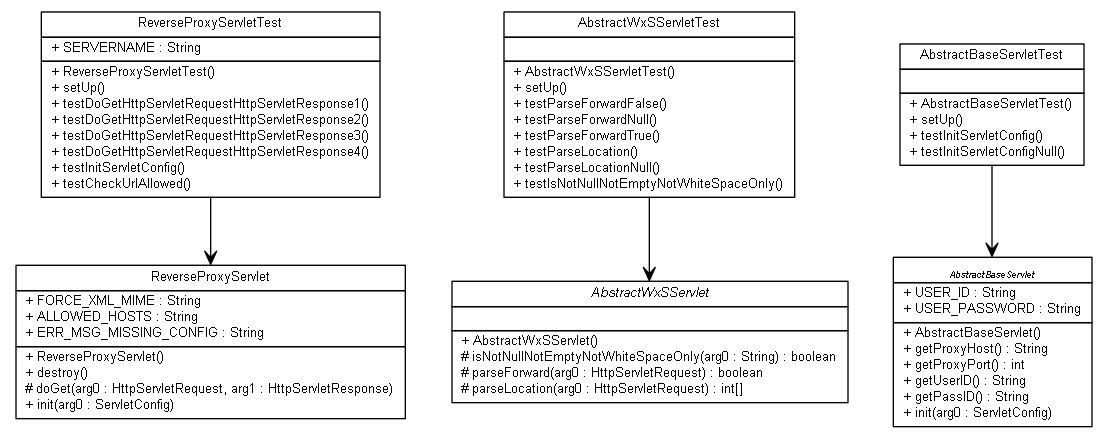 ReverseProxyServletTest
+ SERVERNAME : String
+ ReverseProxyServletTest()
+ setUp()
+ testDoGetHttpServletRequestHttpServletResponse1()
+ testDoGetHttpServletRequestHttpServletResponse2()
+ testDoGetHttpServletRequestHttpServletResponse3()
+ testDoGetHttpServletRequestHttpServletResponse4()
+ testInitServletConfig()
+ testCheckUrlAllowed()
AbstractWxSServletTest
+ AbstractWxSServletTest()
+ setUp()
+ testParseForwardFalse()
+ testParseForwardNull()
+ testParseForwardTrue()
+ testParseLocation()
+ testParseLocationNull()
+ testIsNotNullNotEmptyNotWhiteSpaceOnly()
AbstractBaseServletTest
+ AbstractBaseServletTest()
+ setUp()
+ testInitServletConfig()
+ testInitServletConfigNull()
ReverseProxyServlet
+ FORCE_XML_MIME : String
+ ALLOWED_HOSTS : String
+ ERR_MSG_MISSING_CONFIG : String
+ ReverseProxyServlet()
+ destroy()
# doGet(arg0 : HttpServletRequest, arg1 : HttpServletResponse)
+ init(arg0 : ServletConfig)
AbstractWxSServlet
+ AbstractWxSServlet()
# isNotNullNotEmptyNotWhiteSpaceOnly(arg0 : String) : boolean
# parseForward(arg0 : HttpServletRequest) : boolean
# parseLocation(arg0 : HttpServletRequest) : int[]
AbstractBaseServlet
+ USER_ID : String
+ USER_PASSWORD : String
+ AbstractBaseServlet()
+ getProxyHost() : String
+ getProxyPort() : int
+ getUserID() : String
+ getPassID() : String
+ init(arg0 : ServletConfig)